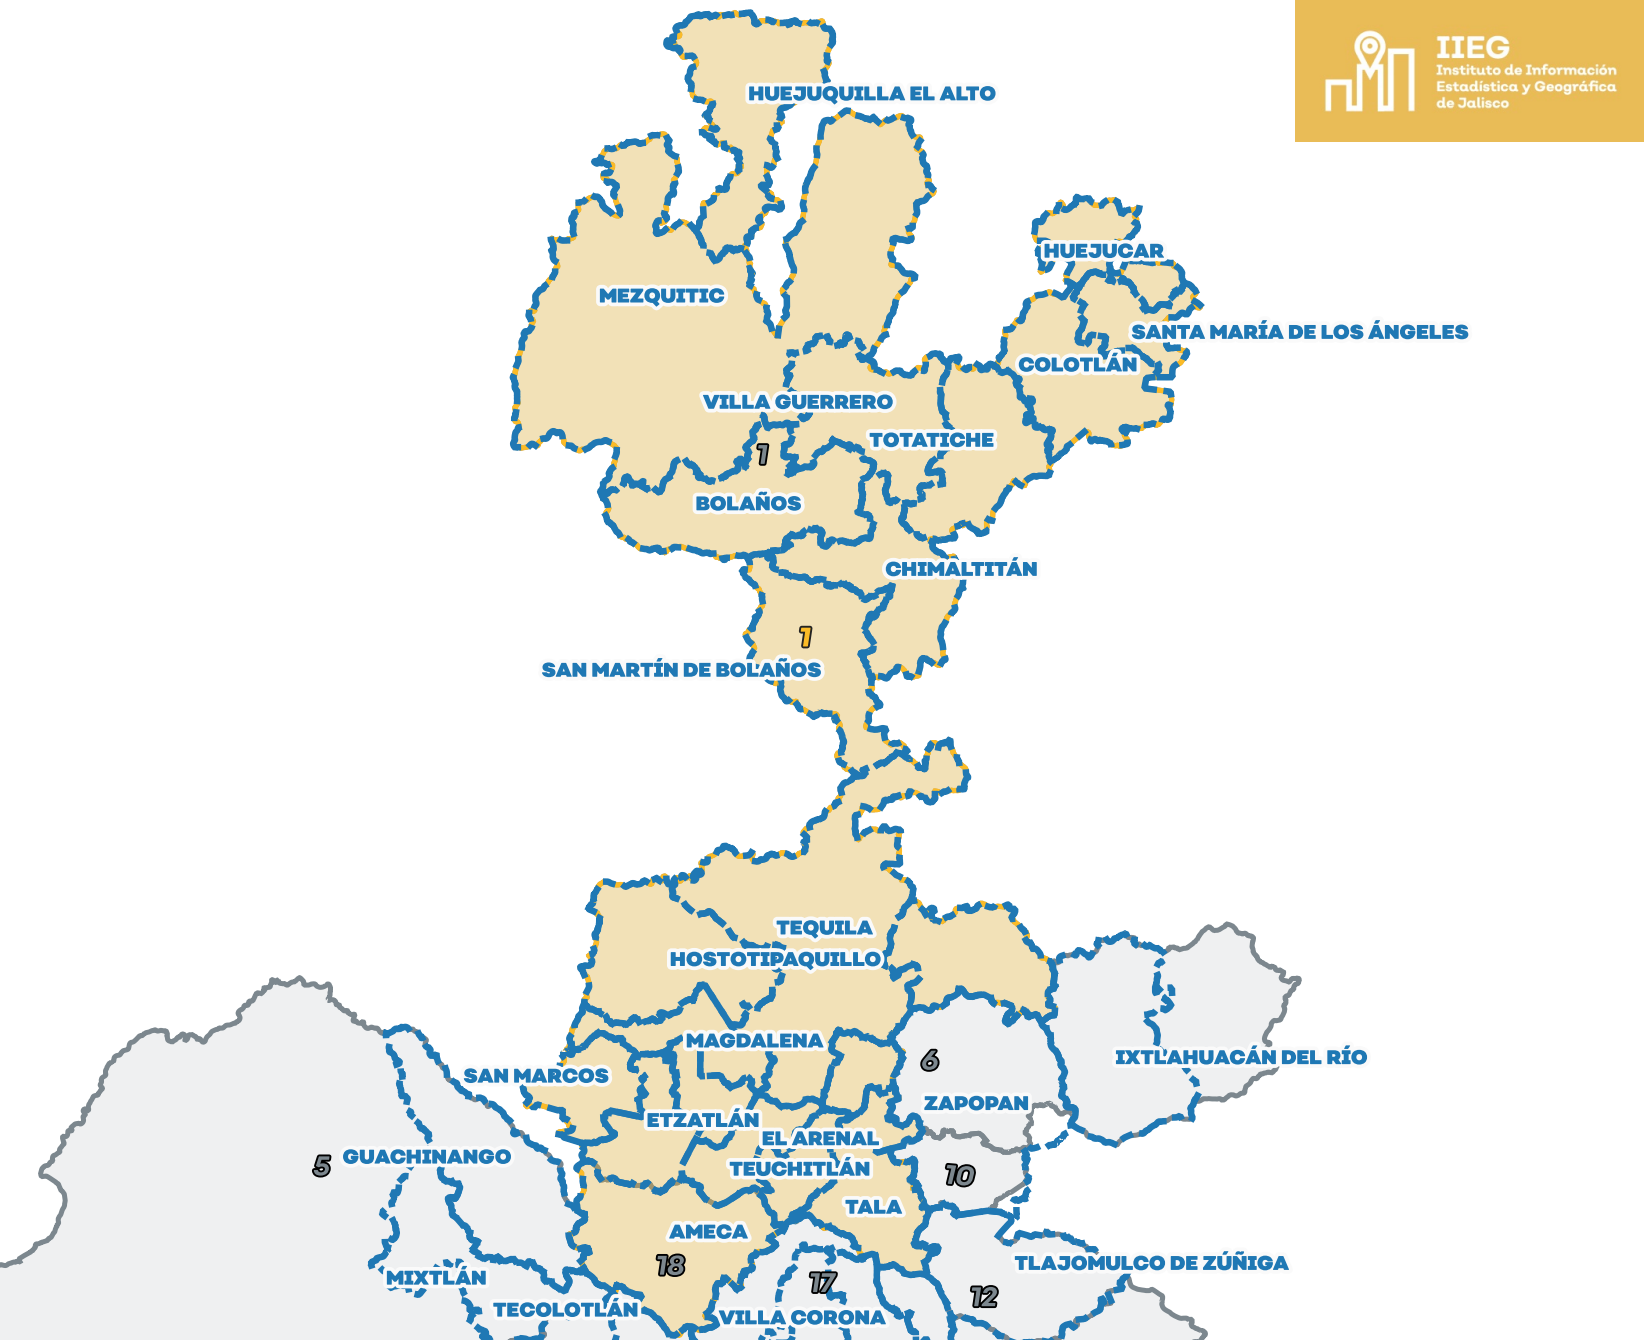 IIEG
Instituto de Información
Estadística y Geográfica
de Jalisco
HUEJUQUILLA EL ALTO
HUEJUCAR
MEZQUITIC
SANTA MARÍA DE LOS ÁNGELES
COLOTLÁN
VILLA GUERRERO
TOTATICHE
1
BOLAÑOS
CHIMALTITÁN
1
SAN MARTÍN DE BOLAÑOS
TEQUILA
HOSTOTIPAQUILLO
MAGDALENA
6
IXTLAHUACÁN DEL RÍO
SAN MARCOS
ZAPOPAN
ETZATLÁN
EL ARENAL
5
GUACHINANGO
TEUCHITLÁN
10
TALA
AMECA
18
TLAJOMULCO DE ZÚÑIGA
MIXTLÁN
17
12
TECOLOTLÁN
VILLA CORONA